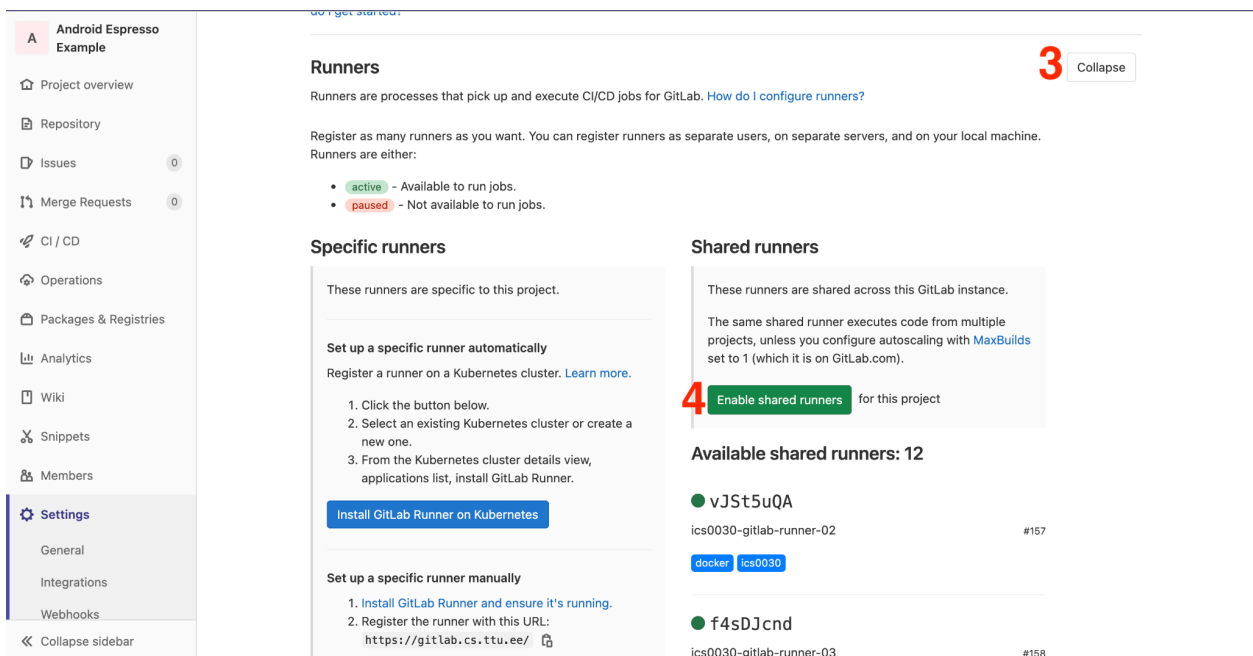 A
Android Espresso
Example
Project overview
Repository
Issues 0
Merge Requests 0
CI / CD
Operations
Packages & Registries
Analytics
Wiki
Snippets
Members
Settings
General
Integrations
Webhooks
Collapse sidebar
do I get started?
Runners
3 Collapse
Runners are processes that pick up and execute CI/CD jobs for GitLab. How do I configure runners?
Register as many runners as you want. You can register runners as separate users, on separate servers, and on your local machine.
Runners are either:
• active - Available to run jobs.
• paused - Not available to run jobs.
Specific runners
These runners are specific to this project.
Set up a specific runner automatically
Register a runner on a Kubernetes cluster. Learn more.
1. Click the button below.
2. Select an existing Kubernetes cluster or create a
new one.
3. From the Kubernetes cluster details view,
applications list, install GitLab Runner.
Install GitLab Runner on Kubernetes
Set up a specific runner manually
1. Install GitLab Runner and ensure it's running.
2. Register the runner with this URL:
https://gitlab.cs.ttu.ee/
Shared runners
These runners are shared across this GitLab instance.
The same shared runner executes code from multiple
projects, unless you configure autoscaling with MaxBuilds
set to 1 (which it is on GitLab.com).
4 Enable shared runners for this project
Available shared runners: 12
vJSt5uQA
ics0030-gitlab-runner-02 #157
docker ics0030
f4sDJcnd
ics0030-gitlab-runner-03 #158